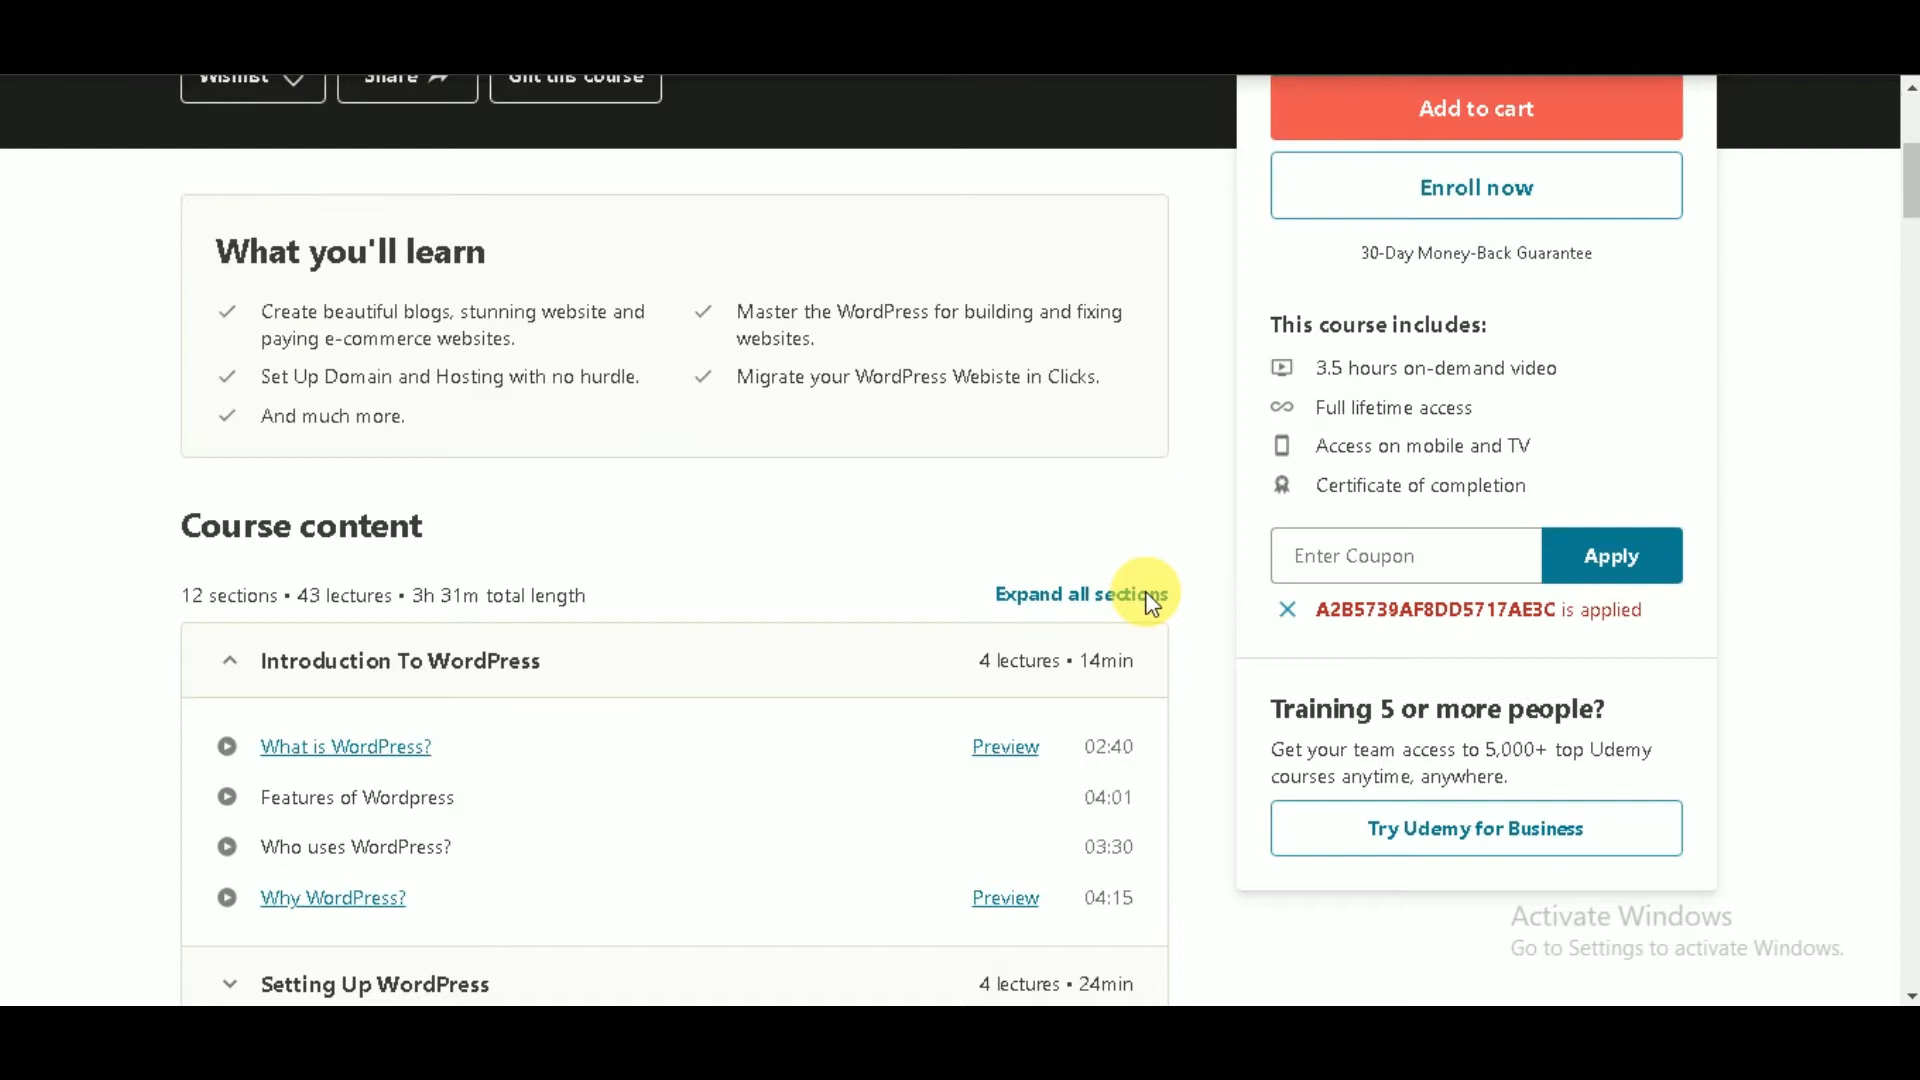 Wishlist
Share
Gift this course
Add to cart
Enroll now
30-Day Money-Back Guarantee
What you'll learn
Create beautiful blogs, stunning website and
paying e-commerce websites.
Set Up Domain and Hosting with no hurdle.
And much more.
Master the WordPress for building and fixing
websites.
Migrate your WordPress Webiste in Clicks.
This course includes:
3.5 hours on-demand video
Full lifetime access
Access on mobile and TV
Certificate of completion
Enter Coupon
Apply
A2B5739AF8DD5717AE3C is applied
Course content
12 sections • 43 lectures • 3h 31m total length
Expand all sections
Introduction To WordPress 4 lectures • 14min
What is WordPress? Preview 02:40
Features of Wordpress 04:01
Who uses WordPress? 03:30
Why WordPress? Preview 04:15
Setting Up WordPress 4 lectures • 24min
Training 5 or more people?
Get your team access to 5,000+ top Udemy
courses anytime, anywhere.
Try Udemy for Business
Activate Windows
Go to Settings to activate Windows.